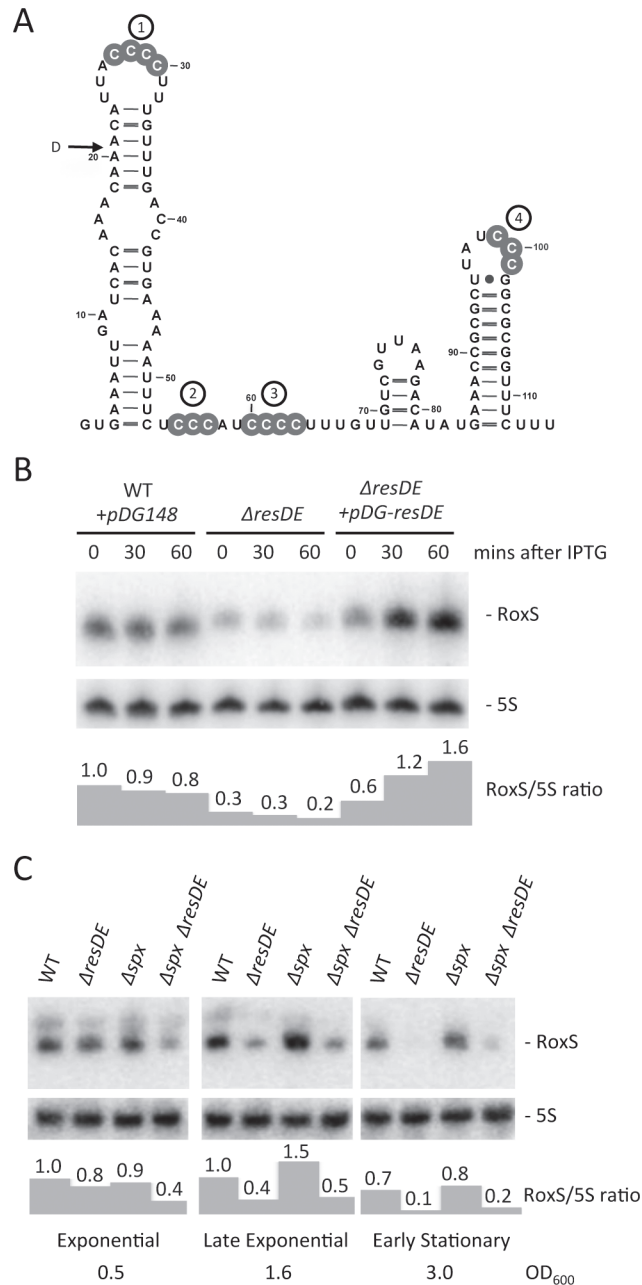 A
1
A C C C C
30
U U
U U
A U
C G
D
A U
20
A U
A U
C G
A A
A C
40
A C
C G
A U
C G
U A
10
A A
G A
U A
U U
50
A U
A U
A U
2
60
3
G U G C U C C C A U C C C C U U U G U U A U A U G C U U U
U U
U A
G A
C G
U A
G C
70
80
4
U C
100
A C
U C
U G
90
110
B
WT
+pDG148
ΔresDE
ΔresDE
+pDG-resDE
0 30 60 0 30 60 0 30 60 mins after IPTG
- RoxS
- 5S
1.0 0.9 0.8 0.3 0.3 0.2 0.6 1.2 1.6
RoxS/5S ratio
C
WT ΔresDE Δspx Δspx ΔresDE WT ΔresDE Δspx Δspx ΔresDE WT ΔresDE Δspx Δspx ΔresDE
- RoxS
- 5S
1.0 0.8 0.9 0.4 1.0 0.4 1.5 0.5 0.7 0.1 0.8 0.2
RoxS/5S ratio
Exponential Late Exponential Early Stationary
0.5 1.6 3.0 OD600